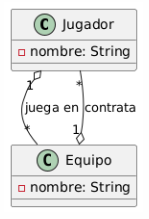 C Jugador
nombre: String
1 *
juega en contrata
* 1
C Equipo
nombre: String